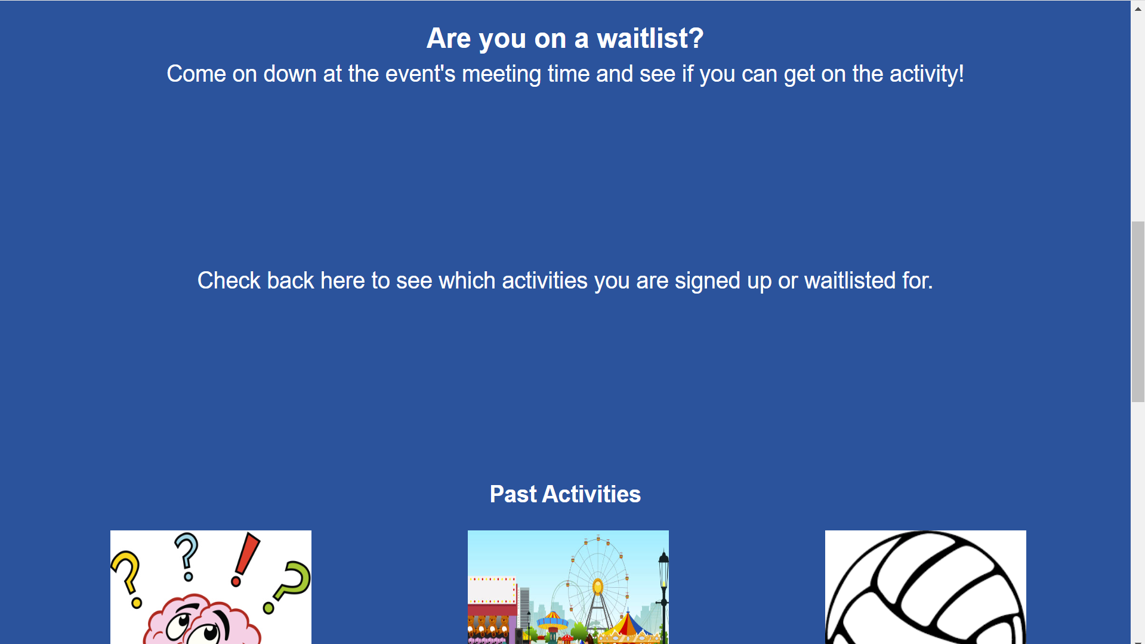 Are you on a waitlist?
Come on down at the event's meeting time and see if you can get on the activity!
Check back here to see which activities you are signed up or waitlisted for.
Past Activities
? ? ! ?